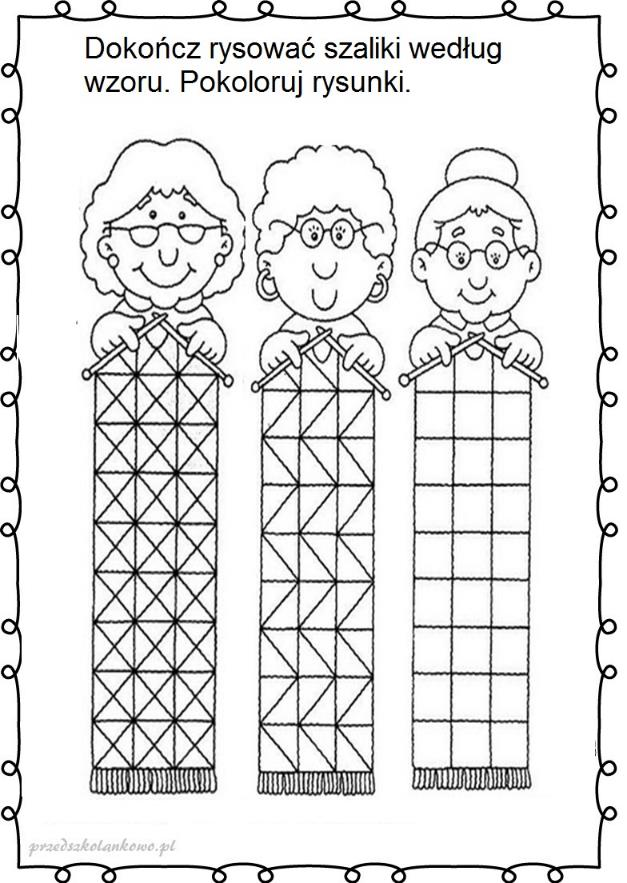 Dokończ rysować szaliki według
wzoru. Pokoloruj rysunki.
przedszkolankowo.pl